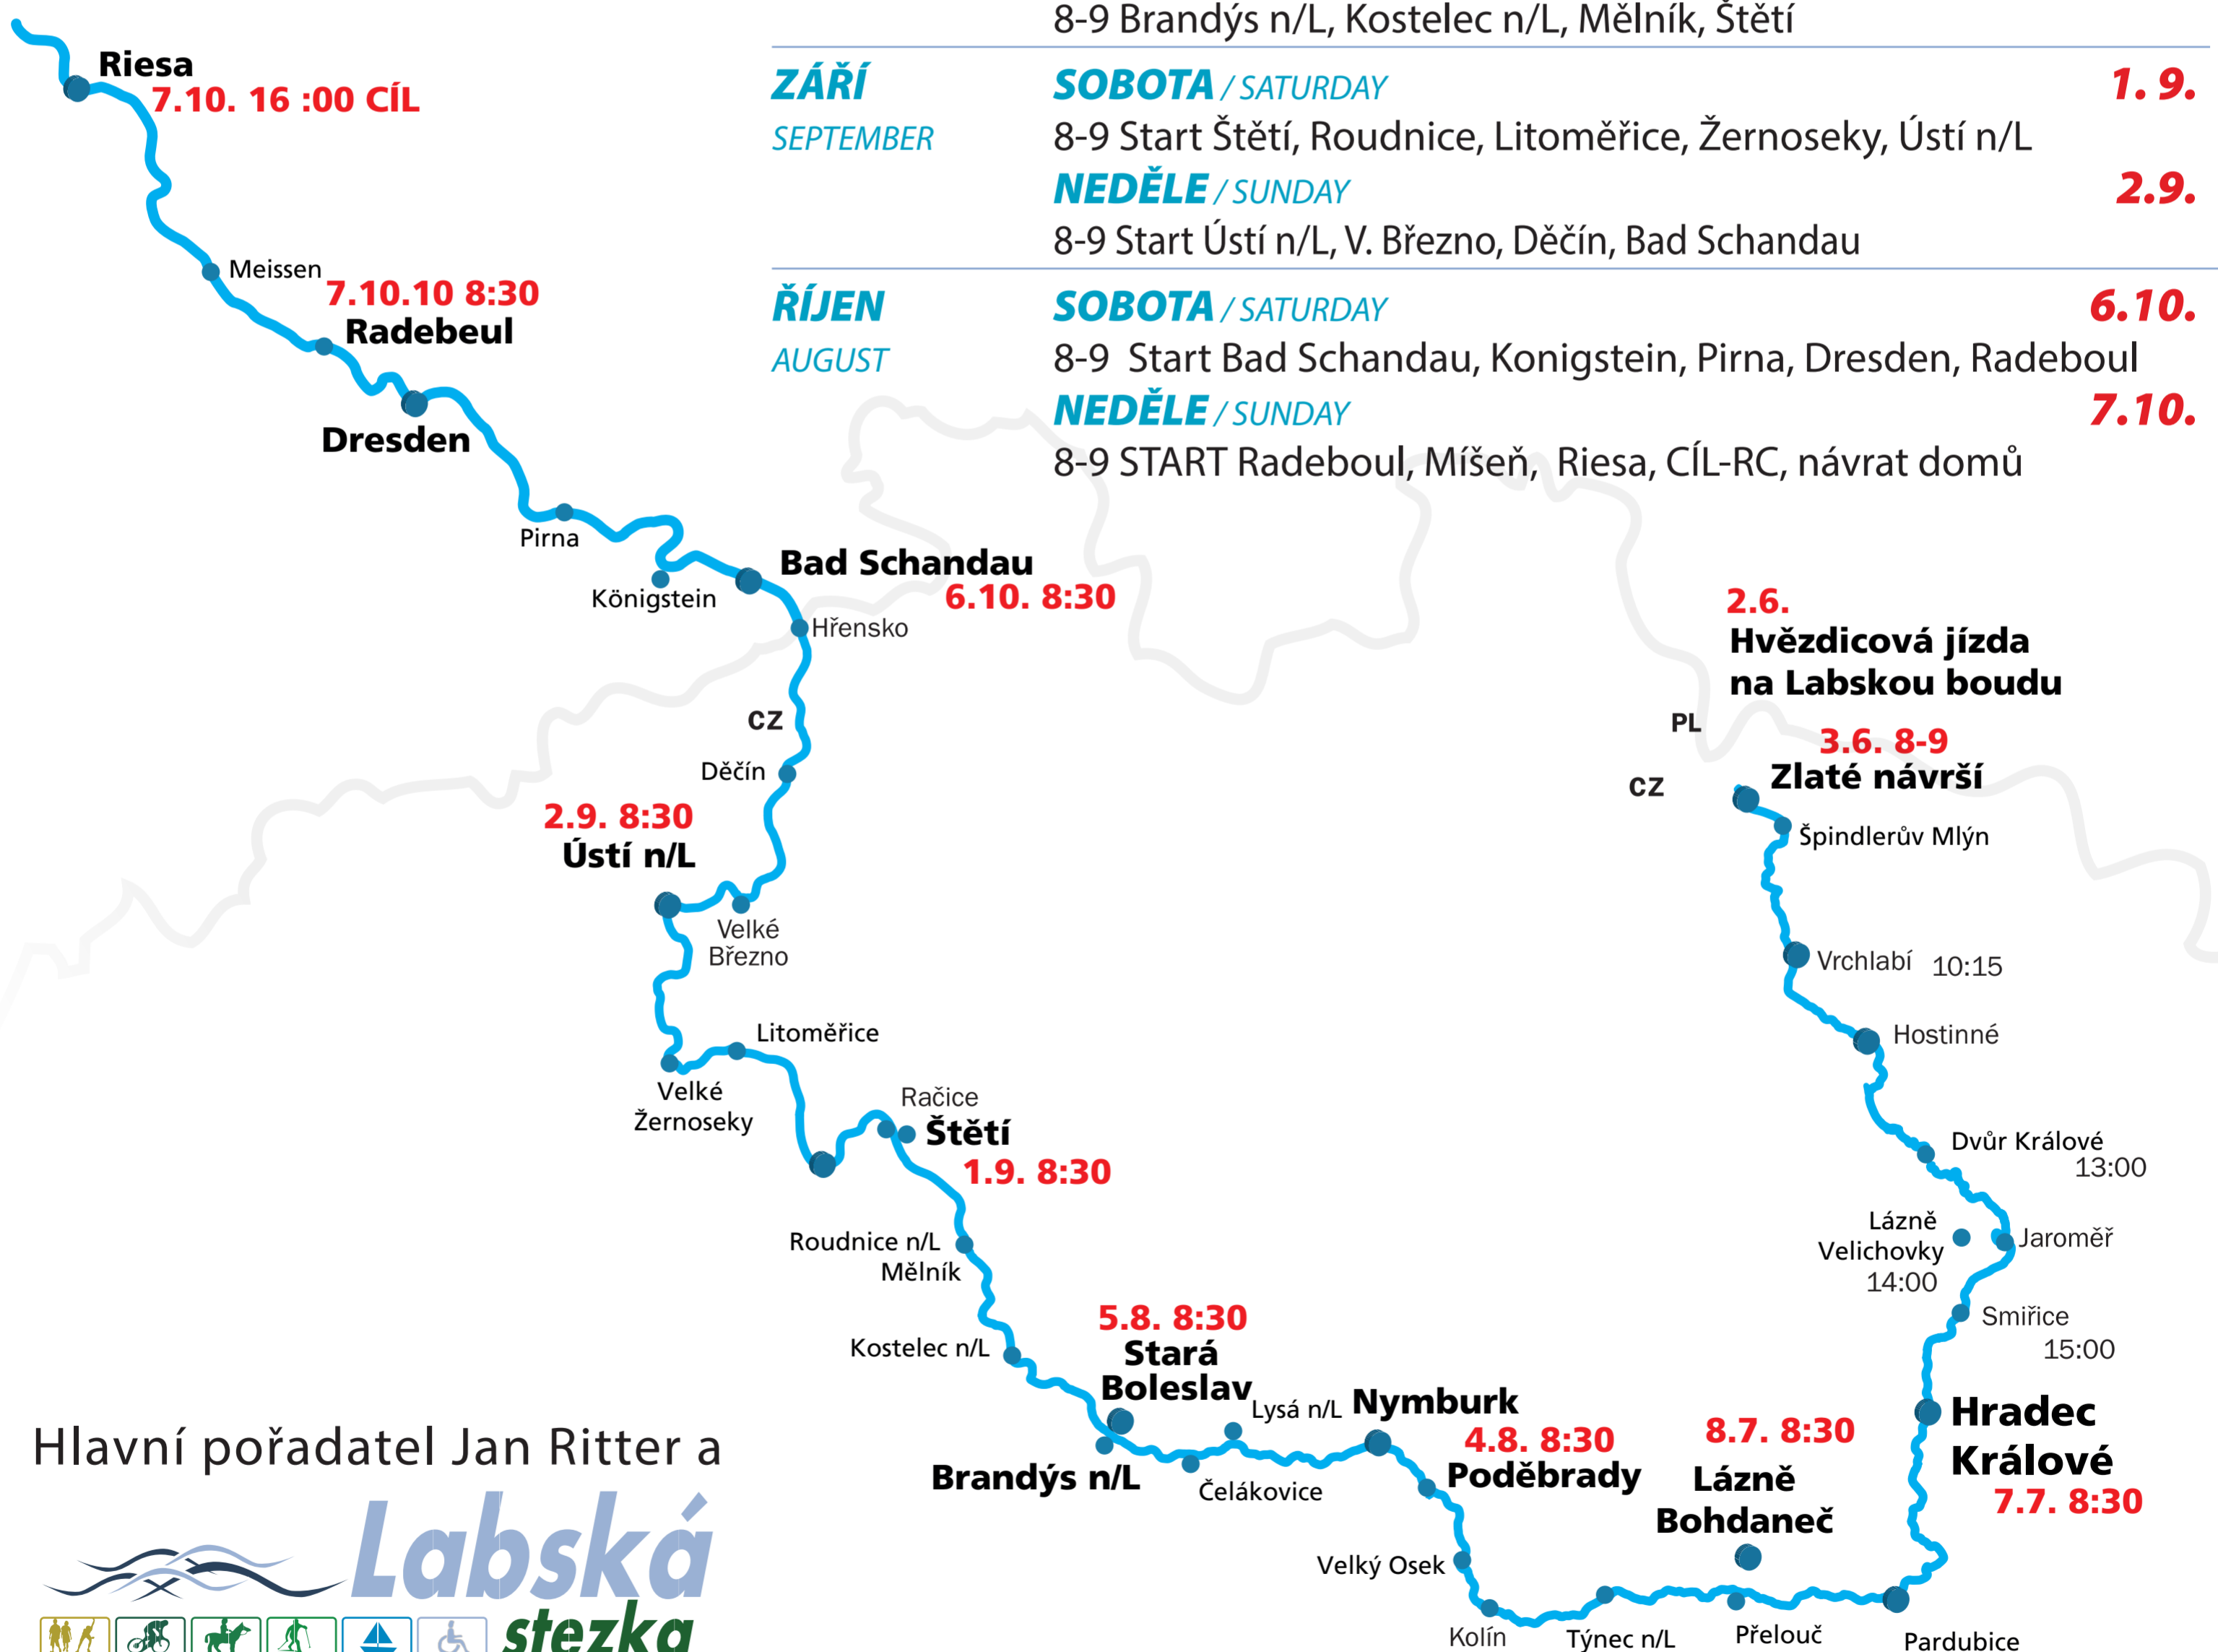 8-9 Brandýs n/L, Kostelec n/L, Mělník, Štětí
ZÁŘÍ SOBOTA / SATURDAY 1. 9.
SEPTEMBER 8-9 Start Štětí, Roudnice, Litoměřice, Žernoseky, Ústí n/L
NEDĚLE / SUNDAY 2.9.
8-9 Start Ústí n/L, V. Březno, Děčín, Bad Schandau
ŘÍJEN SOBOTA / SATURDAY 6.10.
AUGUST 8-9 Start Bad Schandau, Konigstein, Pirna, Dresden, Radeboul
NEDĚLE / SUNDAY 7.10.
8-9 START Radeboul, Míšeň, Riesa, CÍL-RC, návrat domů
Riesa
7.10. 16 :00 CÍL
Meissen
7.10.10 8:30
Radebeul
Dresden
Pirna
Königstein
Bad Schandau
6.10. 8:30
Hřensko
CZ
Děčín
2.9. 8:30
Ústí n/L
Velké
Březno
Litoměřice
Velké
Žernoseky
Račice
Štětí
1.9. 8:30
Roudnice n/L
Mělník
Kostelec n/L
5.8. 8:30
Stará
Boleslav
Brandýs n/L
Lysá n/L
Čelákovice
Nymburk
4.8. 8:30
Poděbrady
Velký Osek
Kolín
Týnec n/L
8.7. 8:30
Lázně
Bohdaneč
Přelouč
Pardubice
2.6.
Hvězdicová jízda
na Labskou boudu
PL
3.6. 8-9
Zlaté návrší
CZ
Špindlerův Mlýn
Vrchlabí 10:15
Hostinné
Dvůr Králové
13:00
Lázně
Velichovky
14:00
Jaroměř
Smiřice
15:00
Hradec
Králové
7.7. 8:30
Hlavní pořadatel Jan Ritter a
Labská
stezka